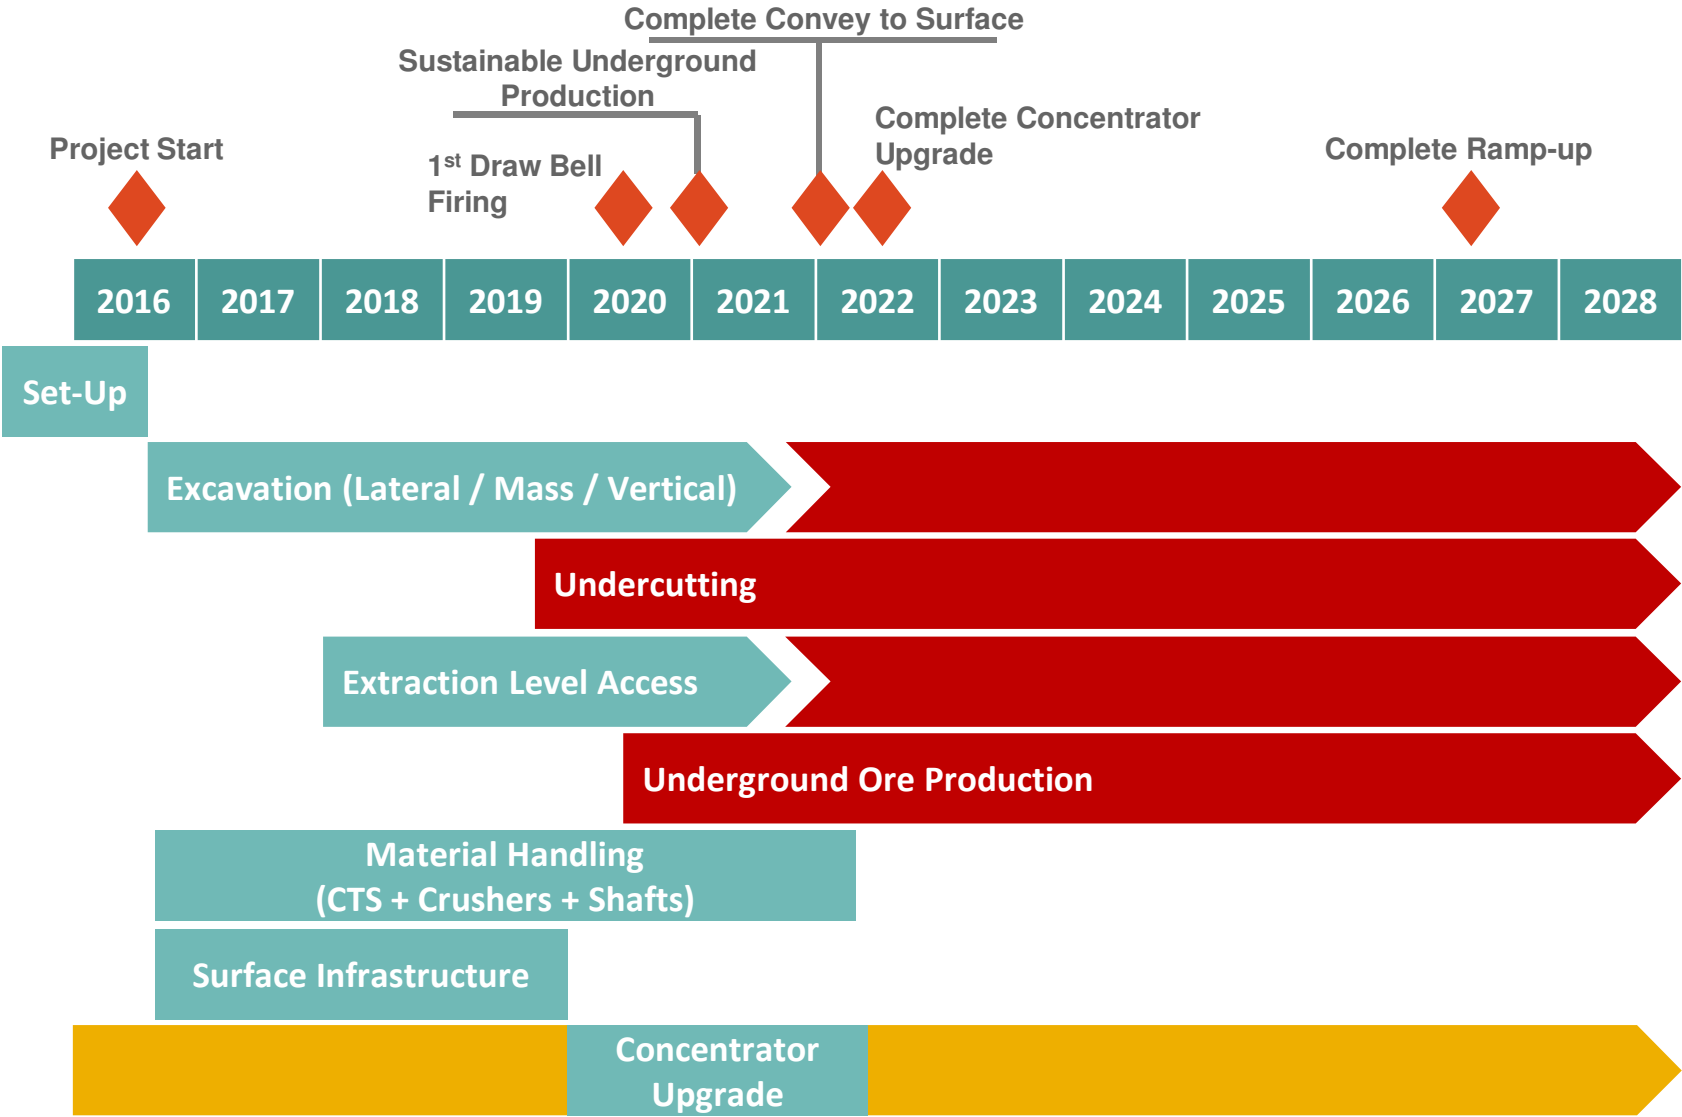 Complete Convey to Surface
Sustainable Underground
Production
Project Start
1st Draw Bell
Firing
Complete Concentrator
Upgrade
Complete Ramp-up
2016 2017 2018 2019 2020 2021 2022 2023 2024 2025 2026 2027 2028
Set-Up
Excavation (Lateral / Mass / Vertical)
Undercutting
Extraction Level Access
Underground Ore Production
Material Handling
(CTS + Crushers + Shafts)
Surface Infrastructure
Concentrator
Upgrade